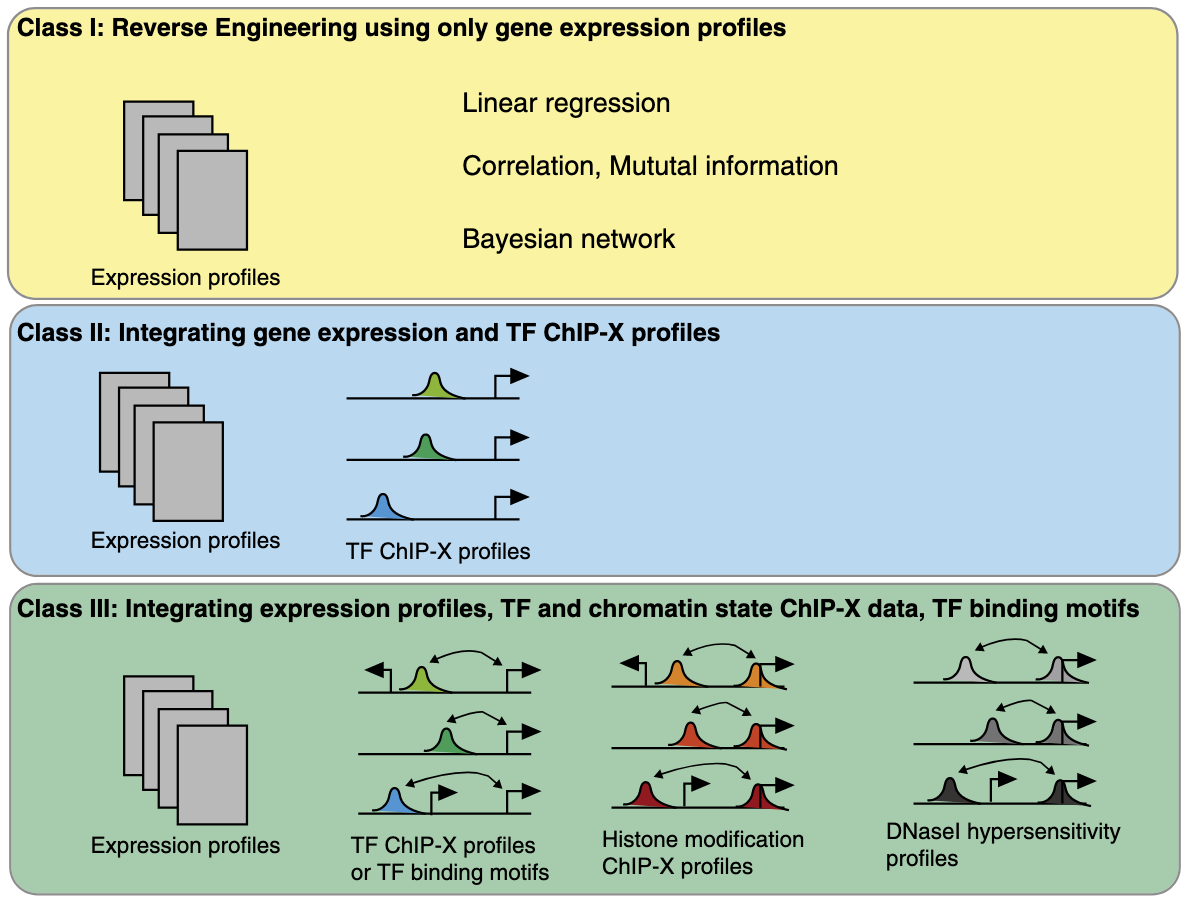 Class I: Reverse Engineering using only gene expression profiles
Linear regression
Correlation, Mututal information
Bayesian network
Expression profiles
Class II: Integrating gene expression and TF ChIP-X profiles
Expression profiles
TF ChIP-X profiles
Class III: Integrating expression profiles, TF and chromatin state ChIP-X data, TF binding motifs
Expression profiles
TF ChIP-X profiles
or TF binding motifs
Histone modification
ChIP-X profiles
DNaseI hypersensitivity
profiles